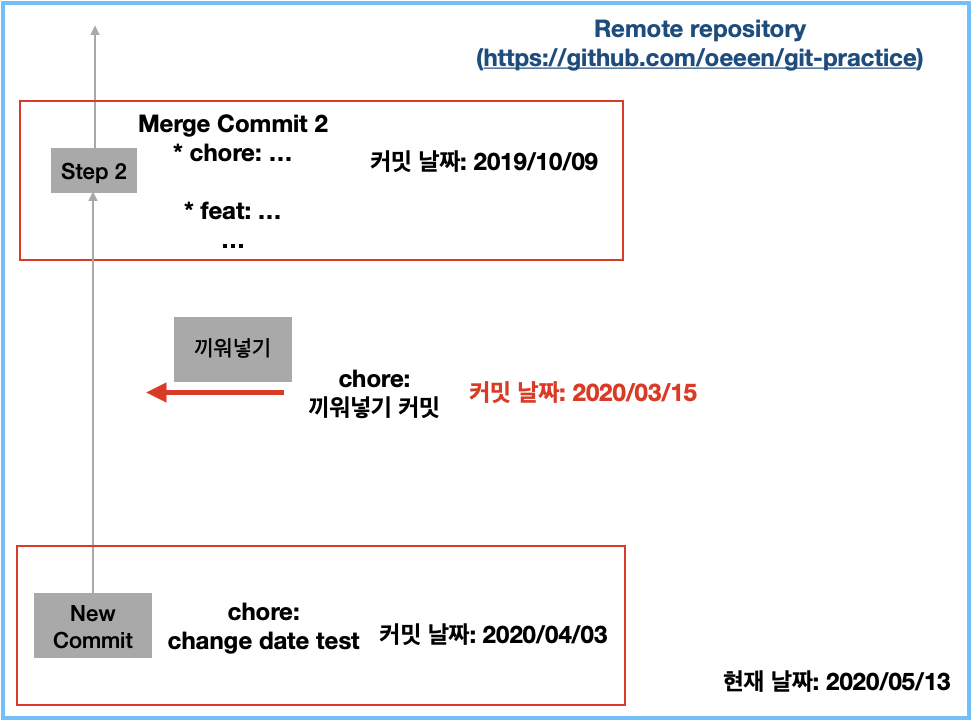 Remote repository
(https://github.com/oeeen/git-practice)
Merge Commit 2
* chore: …
Step 2
커밋 날짜: 2019/10/09
* feat: …
…
끼워넣기
chore:
끼워넣기 커밋
커밋 날짜: 2020/03/15
New
Commit
chore:
change date test
커밋 날짜: 2020/04/03
현재 날짜: 2020/05/13